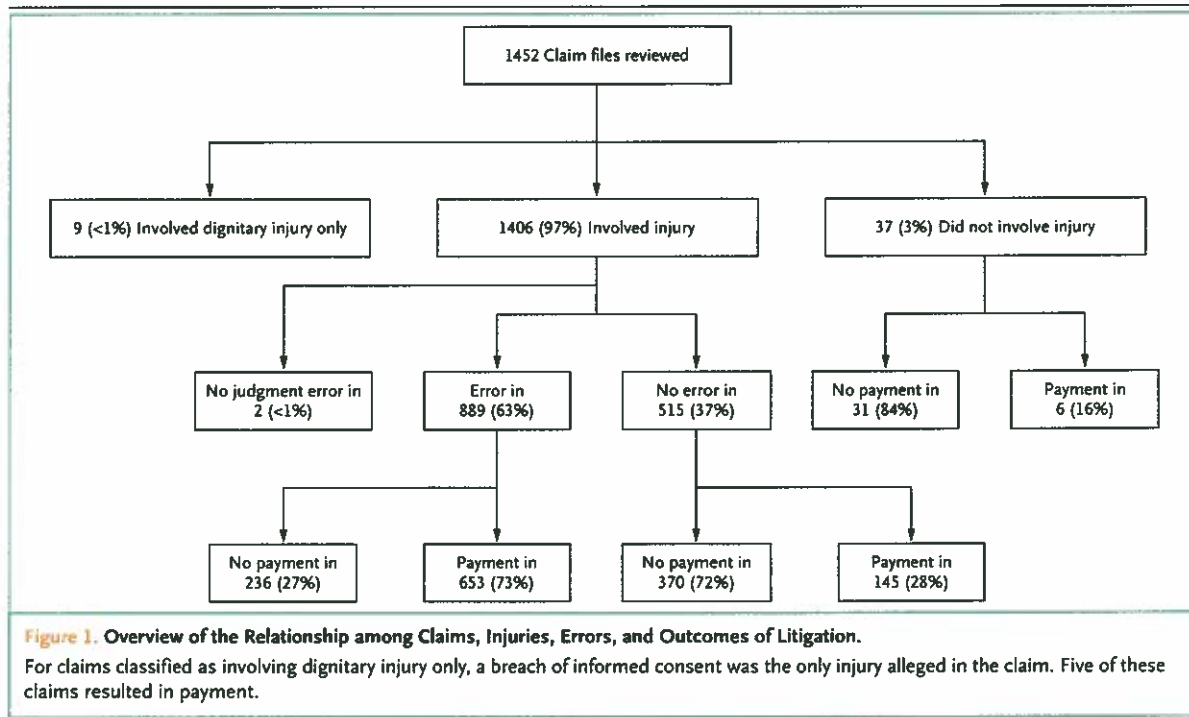 1452 Claim files reviewed
9 (<1%) Involved dignitary injury only
1406 (97%) Involved injury
37 (3%) Did not involve injury
No judgment error in
2 (<1%)
Error in
889 (63%)
No error in
515 (37%)
No payment in
31 (84%)
Payment in
6 (16%)
No payment in
236 (27%)
Payment in
653 (73%)
No payment in
370 (72%)
Payment in
145 (28%)
Figure 1. Overview of the Relationship among Claims, Injuries, Errors, and Outcomes of Litigation.
For claims classified as involving dignitary injury only, a breach of informed consent was the only injury alleged in the claim. Five of these
claims resulted in payment.